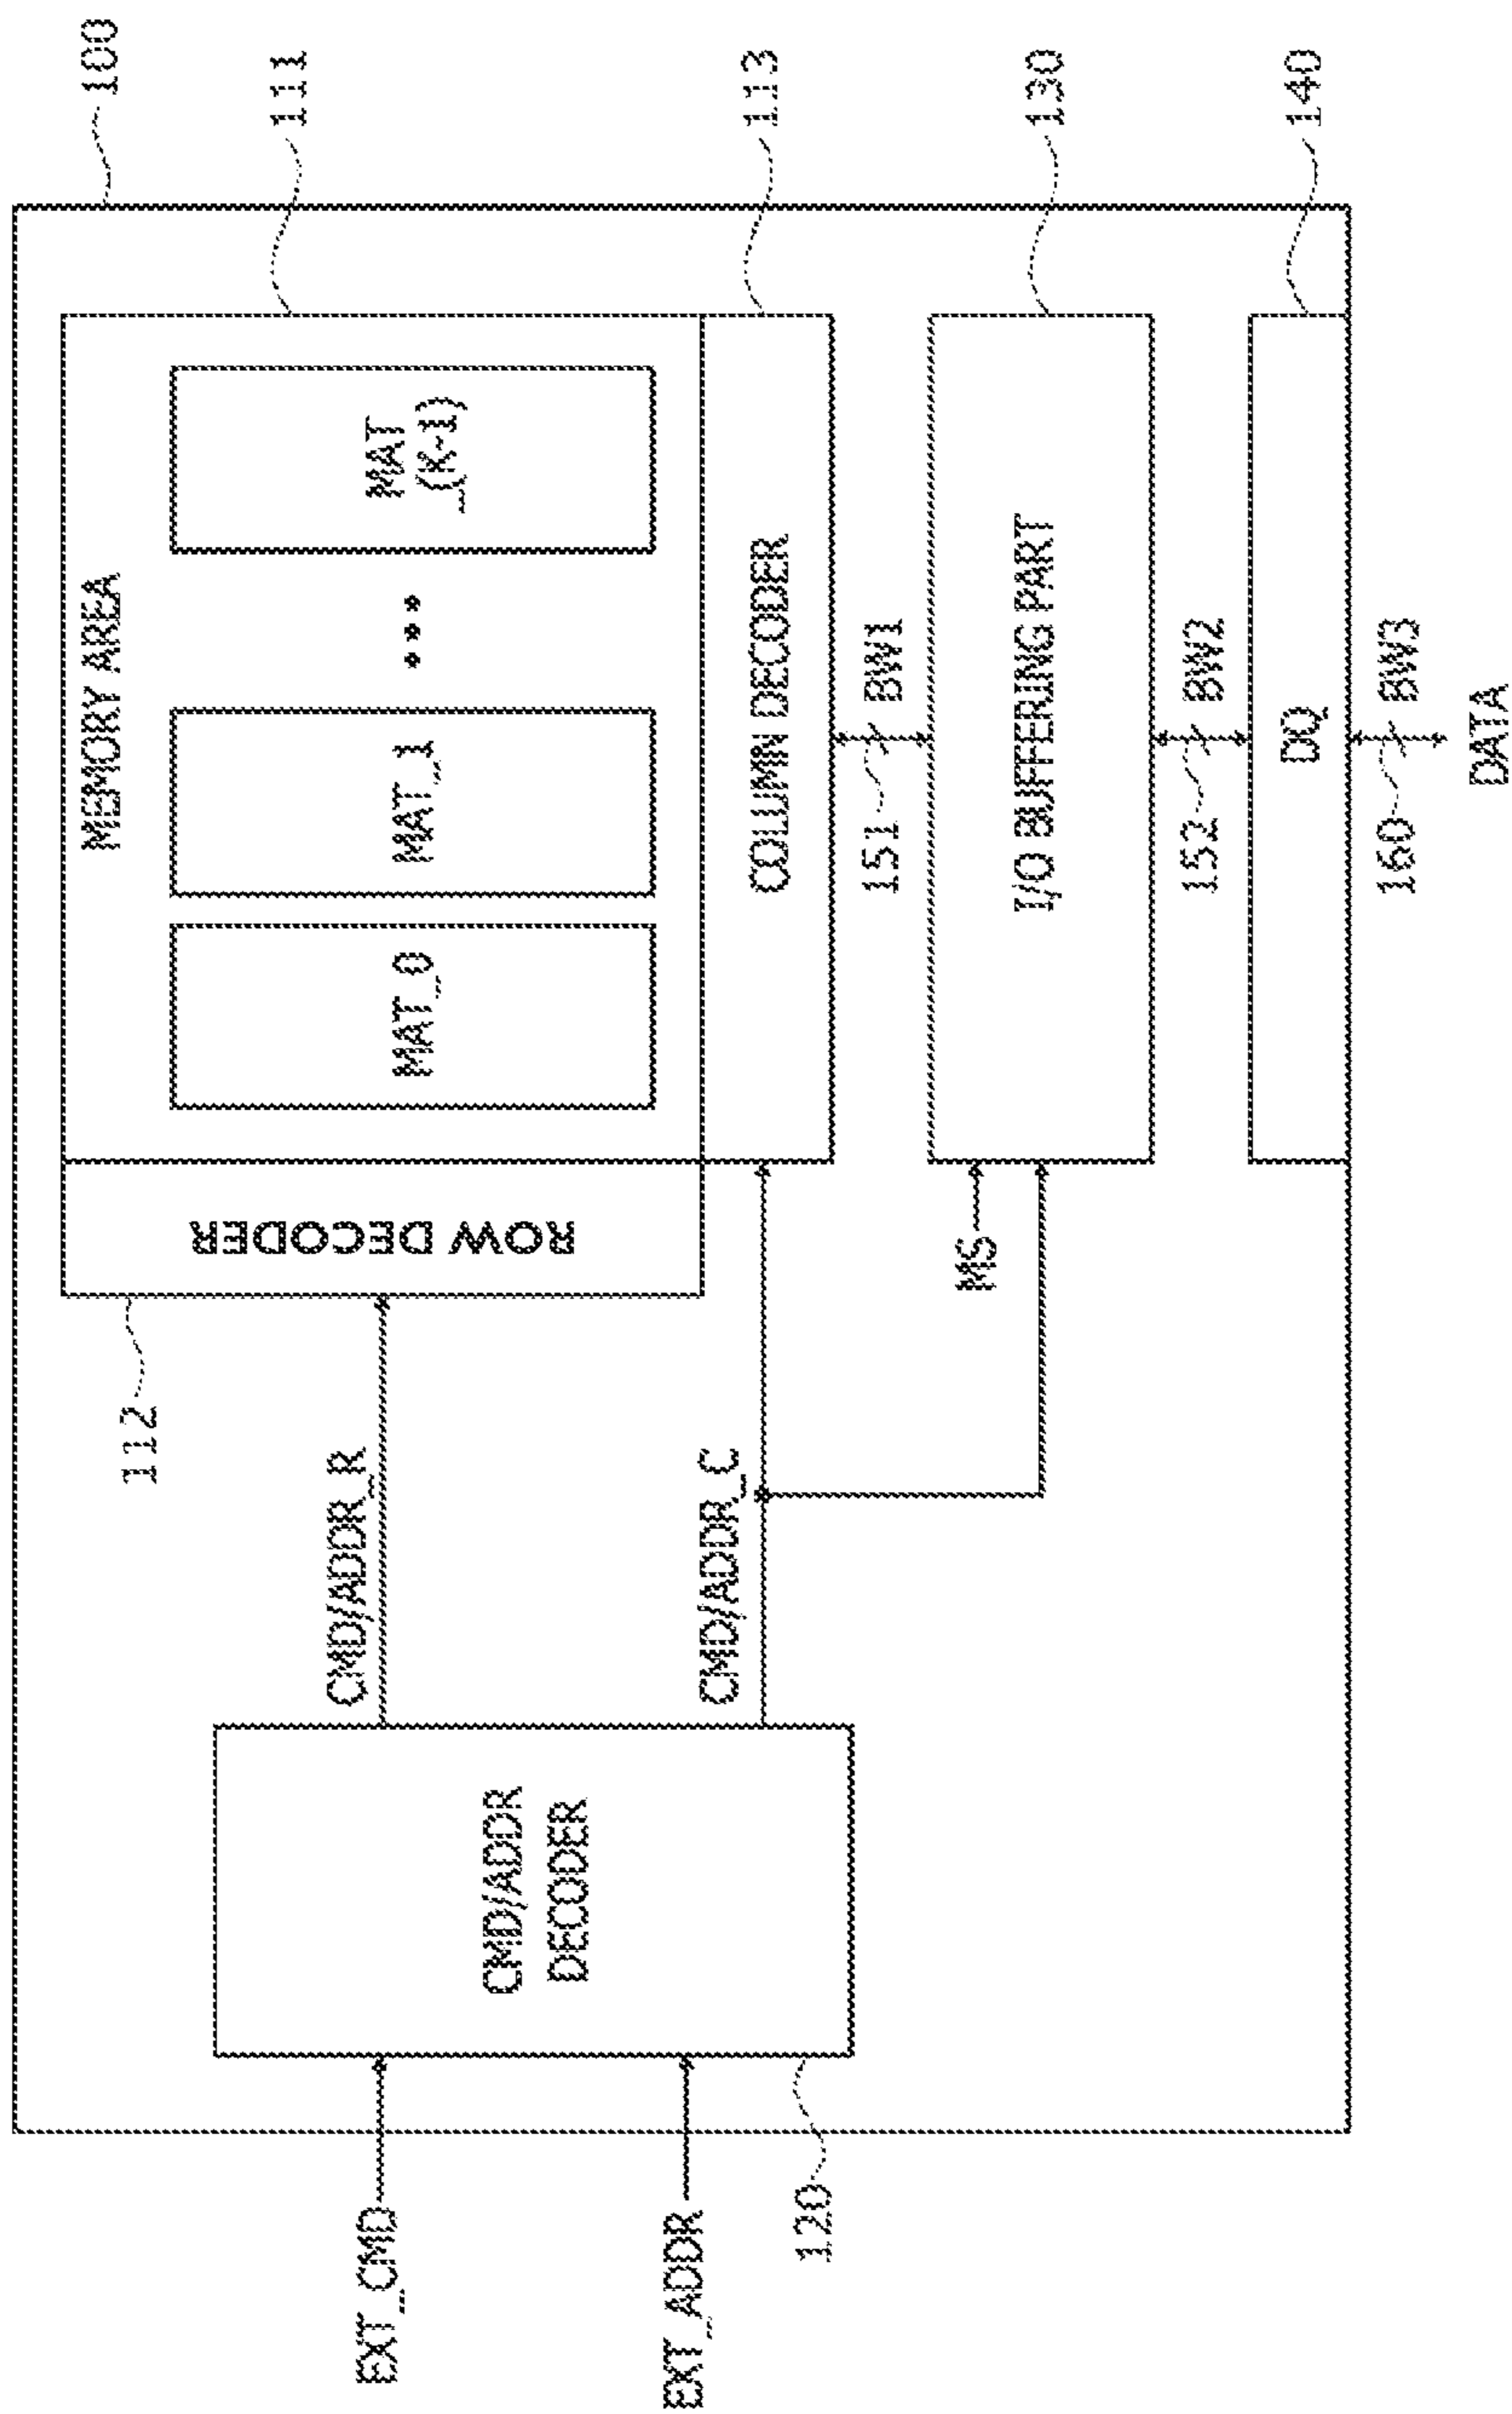 100
MEMORY AREA
112
111
ROW DECODER
MAT_0
MAT_1
MAT
_(K-1)
EXT_CMD
CMD/ADDR_R
CMD/ADDR
DECODER
EXT_ADDR
CMD/ADDR_C
COLUMN DECODER
113
120
151
BW1
MS
I/O BUFFERING PART
130
152
BW2
DQ
140
160
BW3
DATA